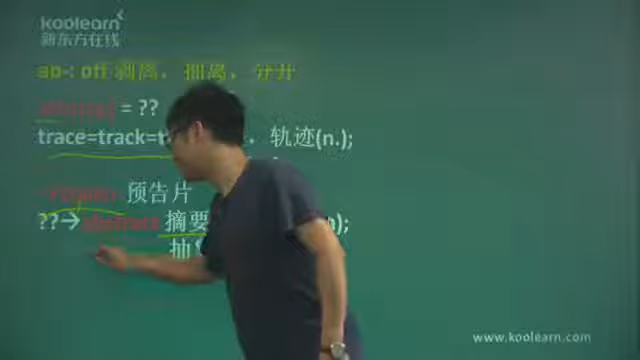 koolearn
新东方在线
ab-: off 剥离，抽离，分开
= ??
trace=track=t ，轨迹(n.);
预告片
??→abstract 摘要 );
抽
www.koolearn.com